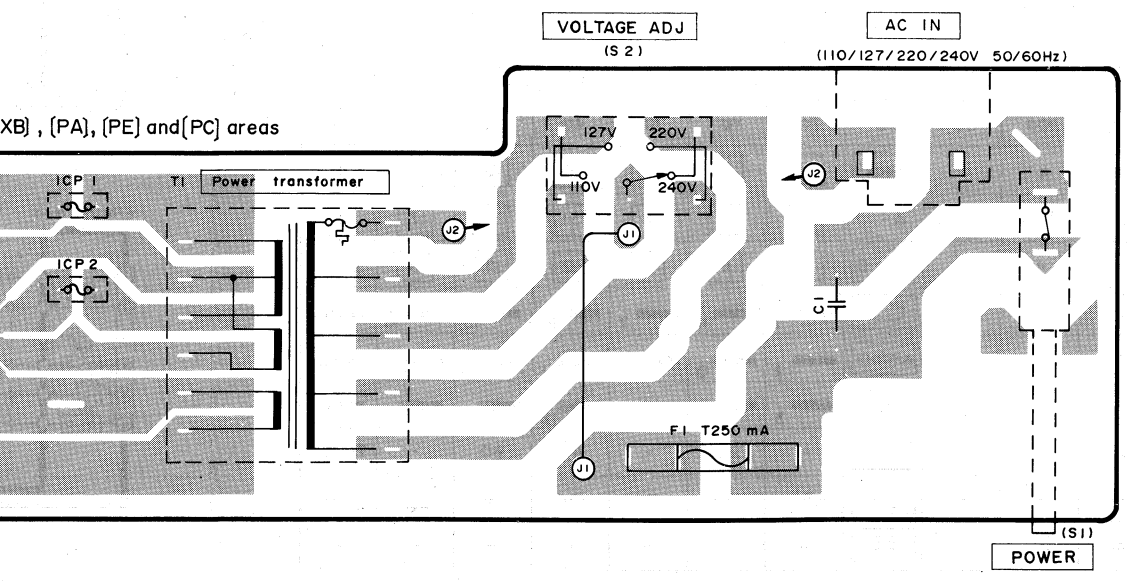 VOLTAGE ADJ
(S2)
AC IN
(110/127/220/240V 50/60Hz)
XB) , (PA), (PE) and (PC) areas
127V 220V
110V 240V
ICP 1
T1 Power transformer
J2
J2
J1
ICP 2
C1
F1 T250 mA
J1
(S1)
POWER